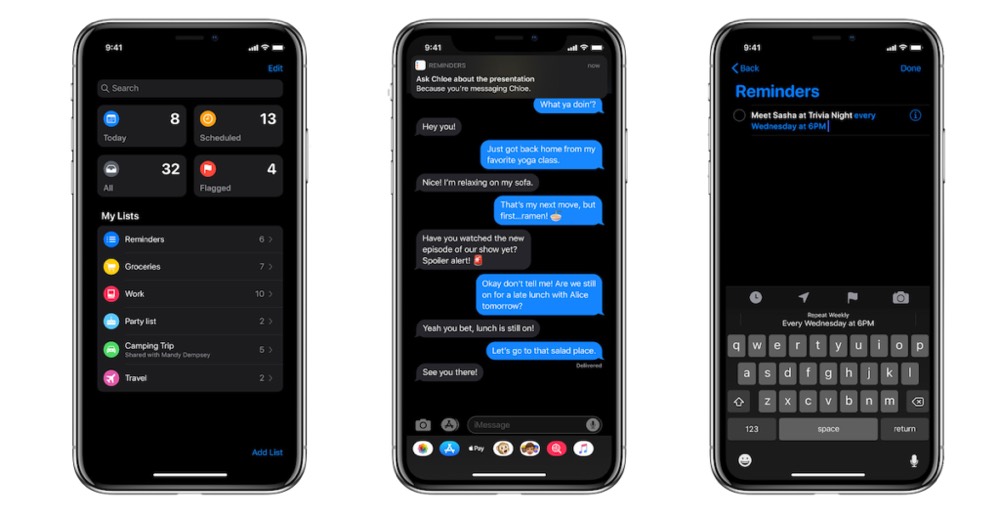 9:41
Edit
Search
8
Today
13
Scheduled
32
All
4
Flagged
My Lists
Reminders
6
Groceries
7
Work
10
Party list
2
Camping Trip
Shared with Mandy Dempsey
5
Travel
2
Add List
9:41
REMINDERS
now
Ask Chloe about the presentation
Because you're messaging Chloe.
What ya doin'?
Hey you!
Just got back home from my
favorite yoga class.
Nice! I'm relaxing on my sofa.
That's my next move, but
first...ramen! 🍜
Have you watched the new
episode of our show yet?
Spoiler alert! 🚨
Okay don't tell me! Are we still
on for a late lunch with Alice
tomorrow?
Yeah you bet, lunch is still on!
Let's go to that salad place.
Delivered
See you there!
iMessage
Pay
9:41
Back
Done
Reminders
Meet Sasha at Trivia Night every
Wednesday at 6PM
Repeat Weekly
Every Wednesday at 6PM
q w e r t y u i o p
a s d f g h j k l
z x c v b n m
123 space return